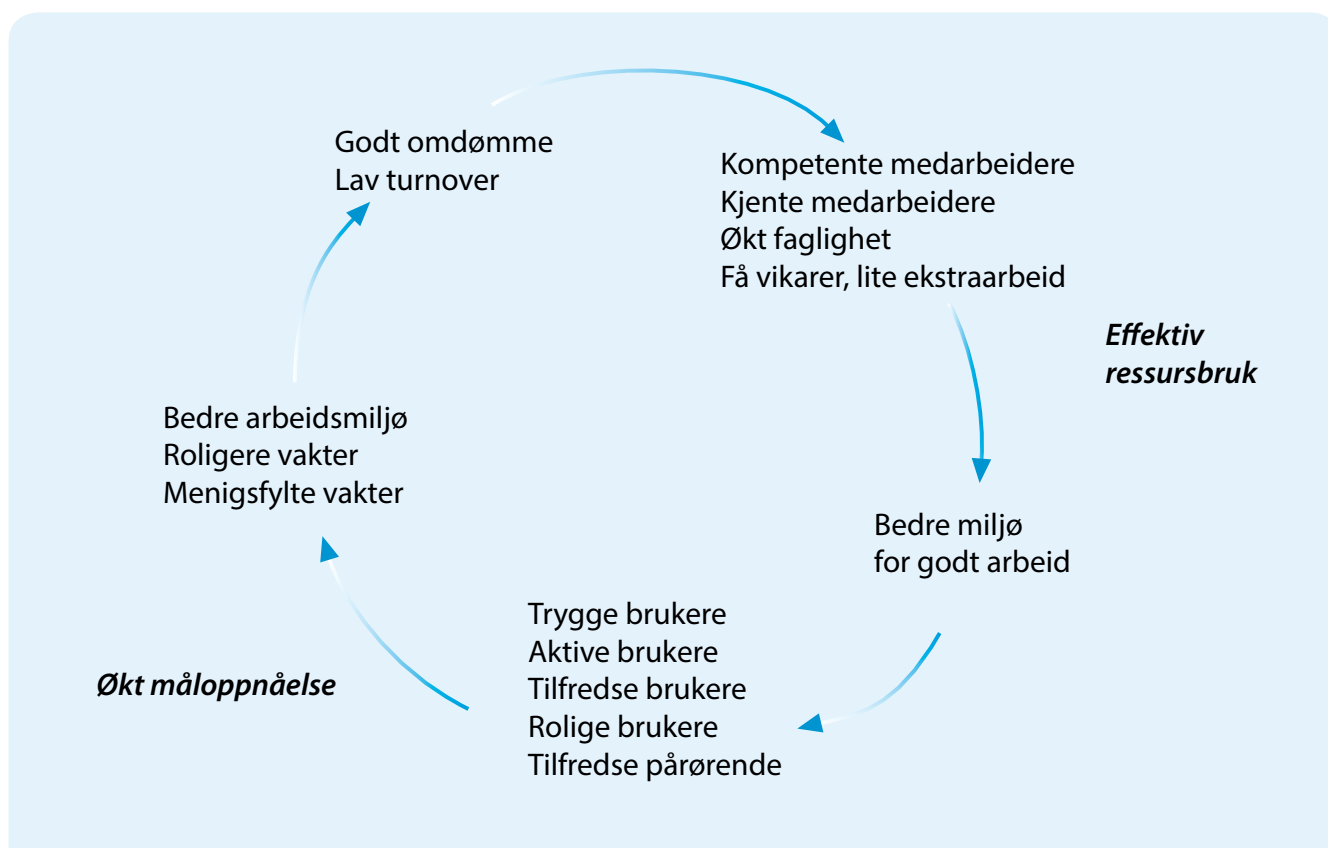 Godt omdømme
Lav turnover
Kompetente medarbeidere
Kjente medarbeidere
Økt faglighet
Få vikarer, lite ekstraarbeid
Effektiv
ressursbruk
Bedre miljø
for godt arbeid
Trygge brukere
Aktive brukere
Tilfredse brukere
Rolige brukere
Tilfredse pårørende
Økt måloppnåelse
Bedre arbeidsmiljø
Roligere vakter
Menigsfylte vakter